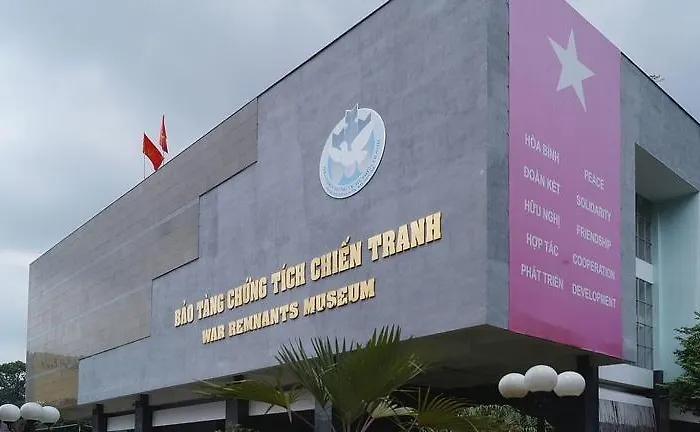 BẢO TÀNG CHỨNG TÍCH CHIẾN TRANH
WAR REMNANTS MUSEUM
HÒA BÌNH
ĐOÀN KẾT
HỮU NGHỊ
HỢP TÁC
PHÁT TRIỂN
PEACE
SOLIDARITY
FRIENDSHIP
COOPERATION
DEVELOPMENT